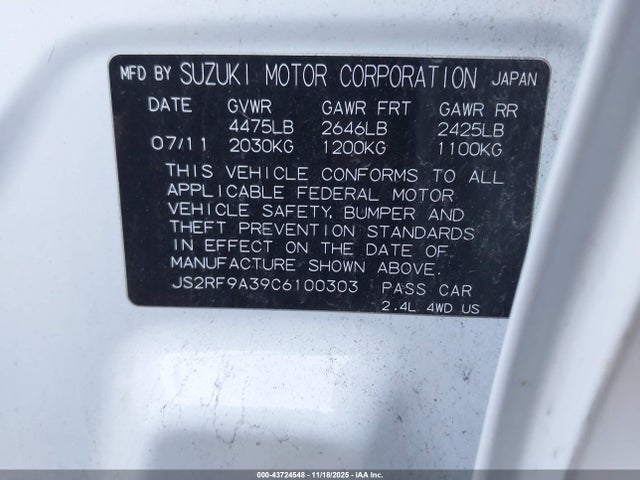 MFD BY SUZUKI MOTOR CORPORATION JAPAN
DATE GVWR GAWR FRT GAWR RR
4475LB 2646LB 2425LB
07/11 2030KG 1200KG 1100KG
THIS VEHICLE CONFORMS TO ALL
APPLICABLE FEDERAL MOTOR
VEHICLE SAFETY, BUMPER AND
THEFT PREVENTION STANDARDS
IN EFFECT ON THE DATE OF
MANUFACTURE SHOWN ABOVE.
JS2RF9A39C6100303 PASS CAR
2.4L 4WD US
000-43724548 - 11/18/2025 - IAA Inc.